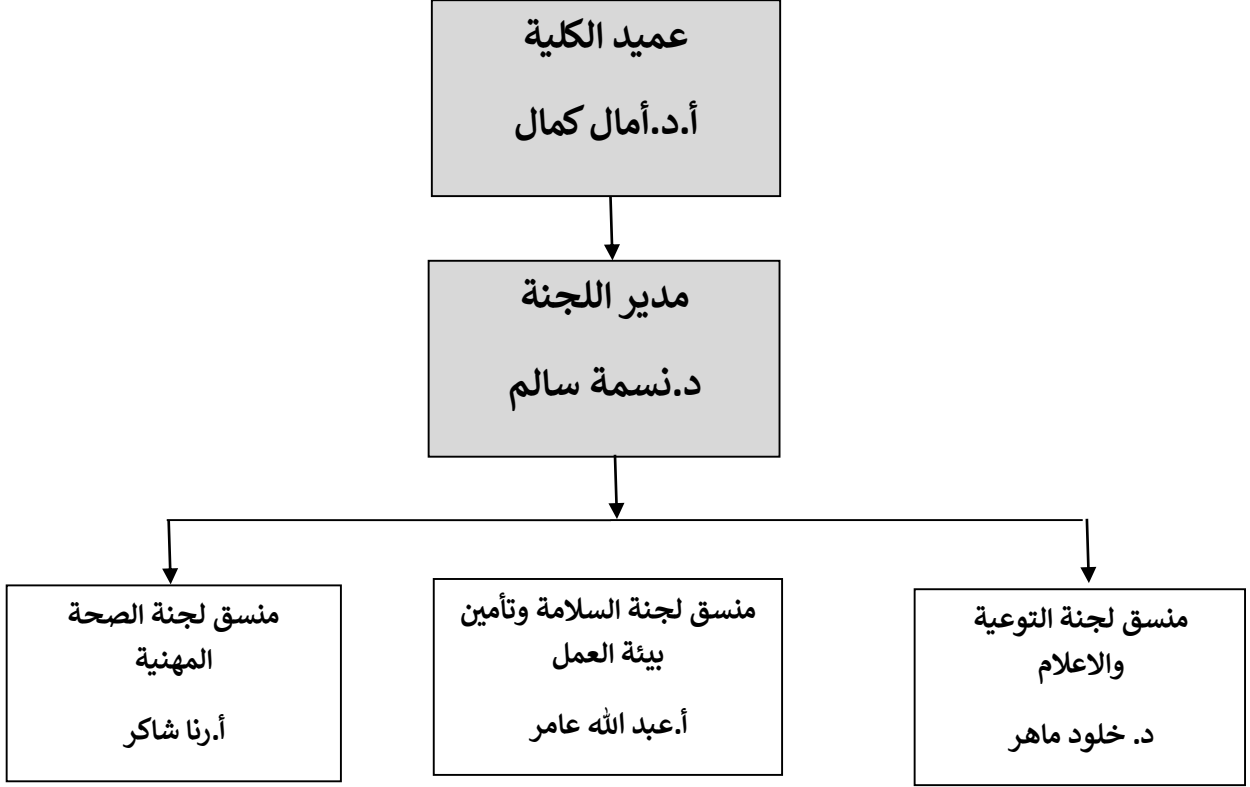 عميد الكلية
أ.د.أمال كمال
مدير اللجنة
د.نسمة سالم
منسق لجنة التوعية
والاعلام
د. خلود ماهر
منسق لجنة السلامة وتأمين
بيئة العمل
أ.عبد الله عامر
منسق لجنة الصحة
المهنية
أ.رنا شاكر